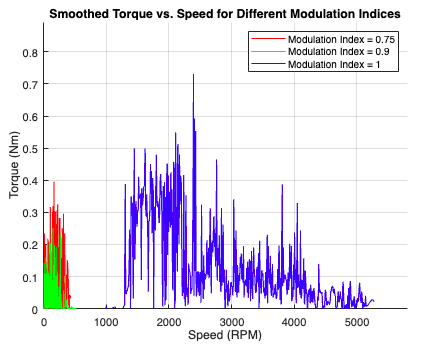 Smoothed Torque vs. Speed for Different Modulation Indices
Modulation Index = 0.75
Modulation Index = 0.9
Modulation Index = 1
Torque (Nm)
0.8
0.7
0.6
0.5
0.4
0.3
0.2
0.1
0
0 1000 2000 3000 4000 5000
Speed (RPM)